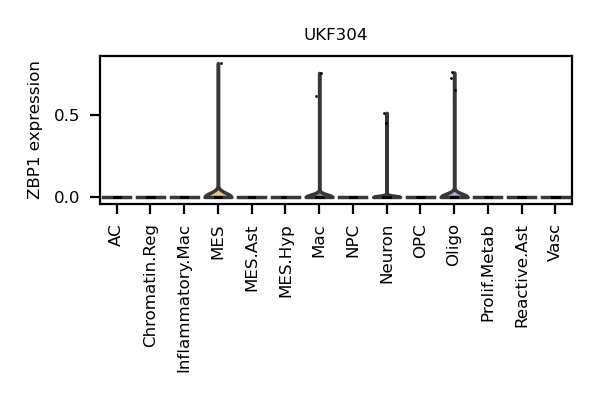 UKF304
ZBP1 expression
0.5
0.0
AC
Chromatin.Reg
Inflammatory.Mac
MES
MES.Ast
MES.Hyp
Mac
NPC
Neuron
OPC
Oligo
Prolif.Metab
Reactive.Ast
Vasc